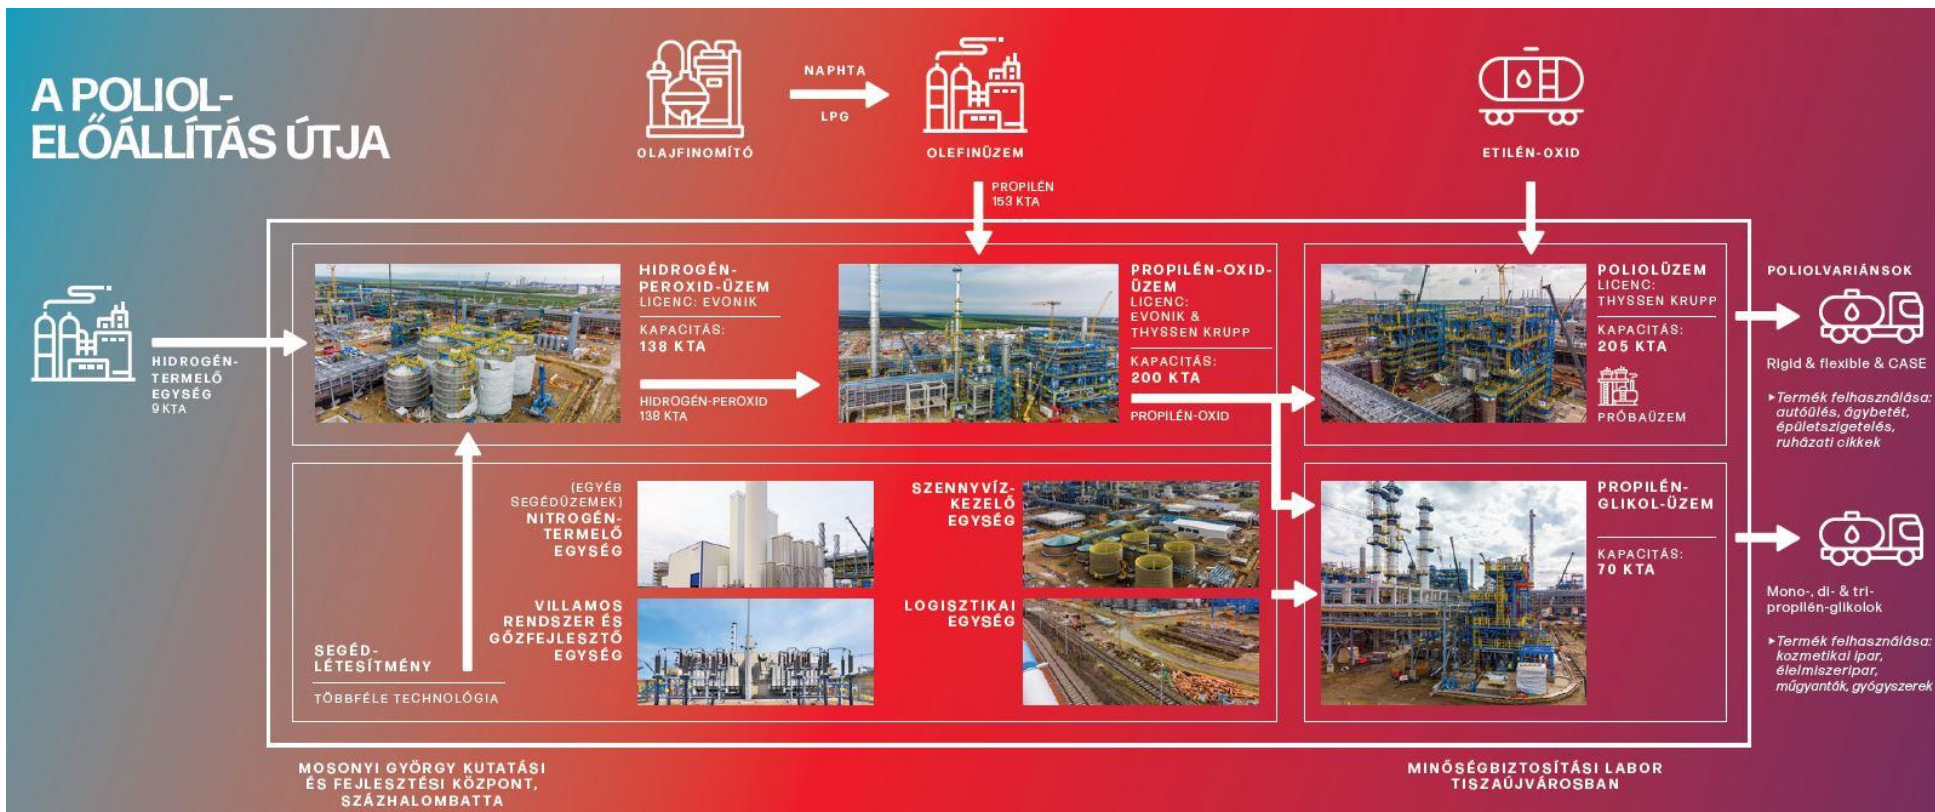 A POLIOL-
ELŐÁLLÍTÁS ÚTJA
OLAJFINOMÍTÓ
NAPHTA
LPG
OLEFINÜZEM
ETILÉN-OXID
PROPILÉN
153 KTA
HIDROGÉN-
TERMELŐ
EGYSÉG
9 KTA
HIDROGÉN-
PEROXID-ÜZEM
LICENC: EVONIK
KAPACITÁS:
138 KTA
HIDROGÉN-PEROXID
138 KTA
PROPILÉN-OXID-
ÜZEM
LICENC:
EVONIK &
THYSSEN KRUPP
KAPACITÁS:
200 KTA
PROPILÉN-OXID
POLIOLÜZEM
LICENC:
THYSSEN KRUPP
KAPACITÁS:
205 KTA
PRÓBAÜZEM
POLIOLVARIÁNSOK
Rigid & flexible & CASE
▸Termék felhasználása:
autóülés, ágybetét,
épületszigetelés,
ruházati cikkek
SEGÉD-
LÉTESÍTMÉNY
TÖBBFÉLE TECHNOLÓGIA
(EGYÉB
SEGÉDÜZEMEK)
NITROGÉN-
TERMELŐ
EGYSÉG
VILLAMOS
RENDSZER ÉS
GŐZFEJLESZTŐ
EGYSÉG
SZENNYVÍZ-
KEZELŐ
EGYSÉG
LOGISZTIKAI
EGYSÉG
PROPILÉN-
GLIKOL-ÜZEM
KAPACITÁS:
70 KTA
Mono-, di- & tri-
propilén-glikolok
▸Termék felhasználása:
kozmetikai ipar,
élelmiszeripar,
műgyanták, gyógyszerek
MOSONYI GYÖRGY KUTATÁSI
ÉS FEJLESZTÉSI KÖZPONT,
SZÁZHALOMBATTA
MINŐSÉGBIZTOSÍTÁSI LABOR
TISZAÚJVÁROSBAN